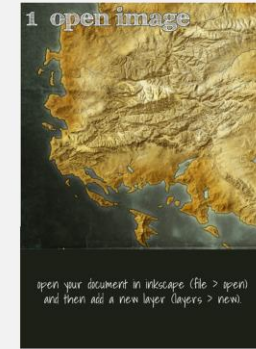 1 open image
open your document in inkscape (file > open)
and then add a new layer (layers > new).